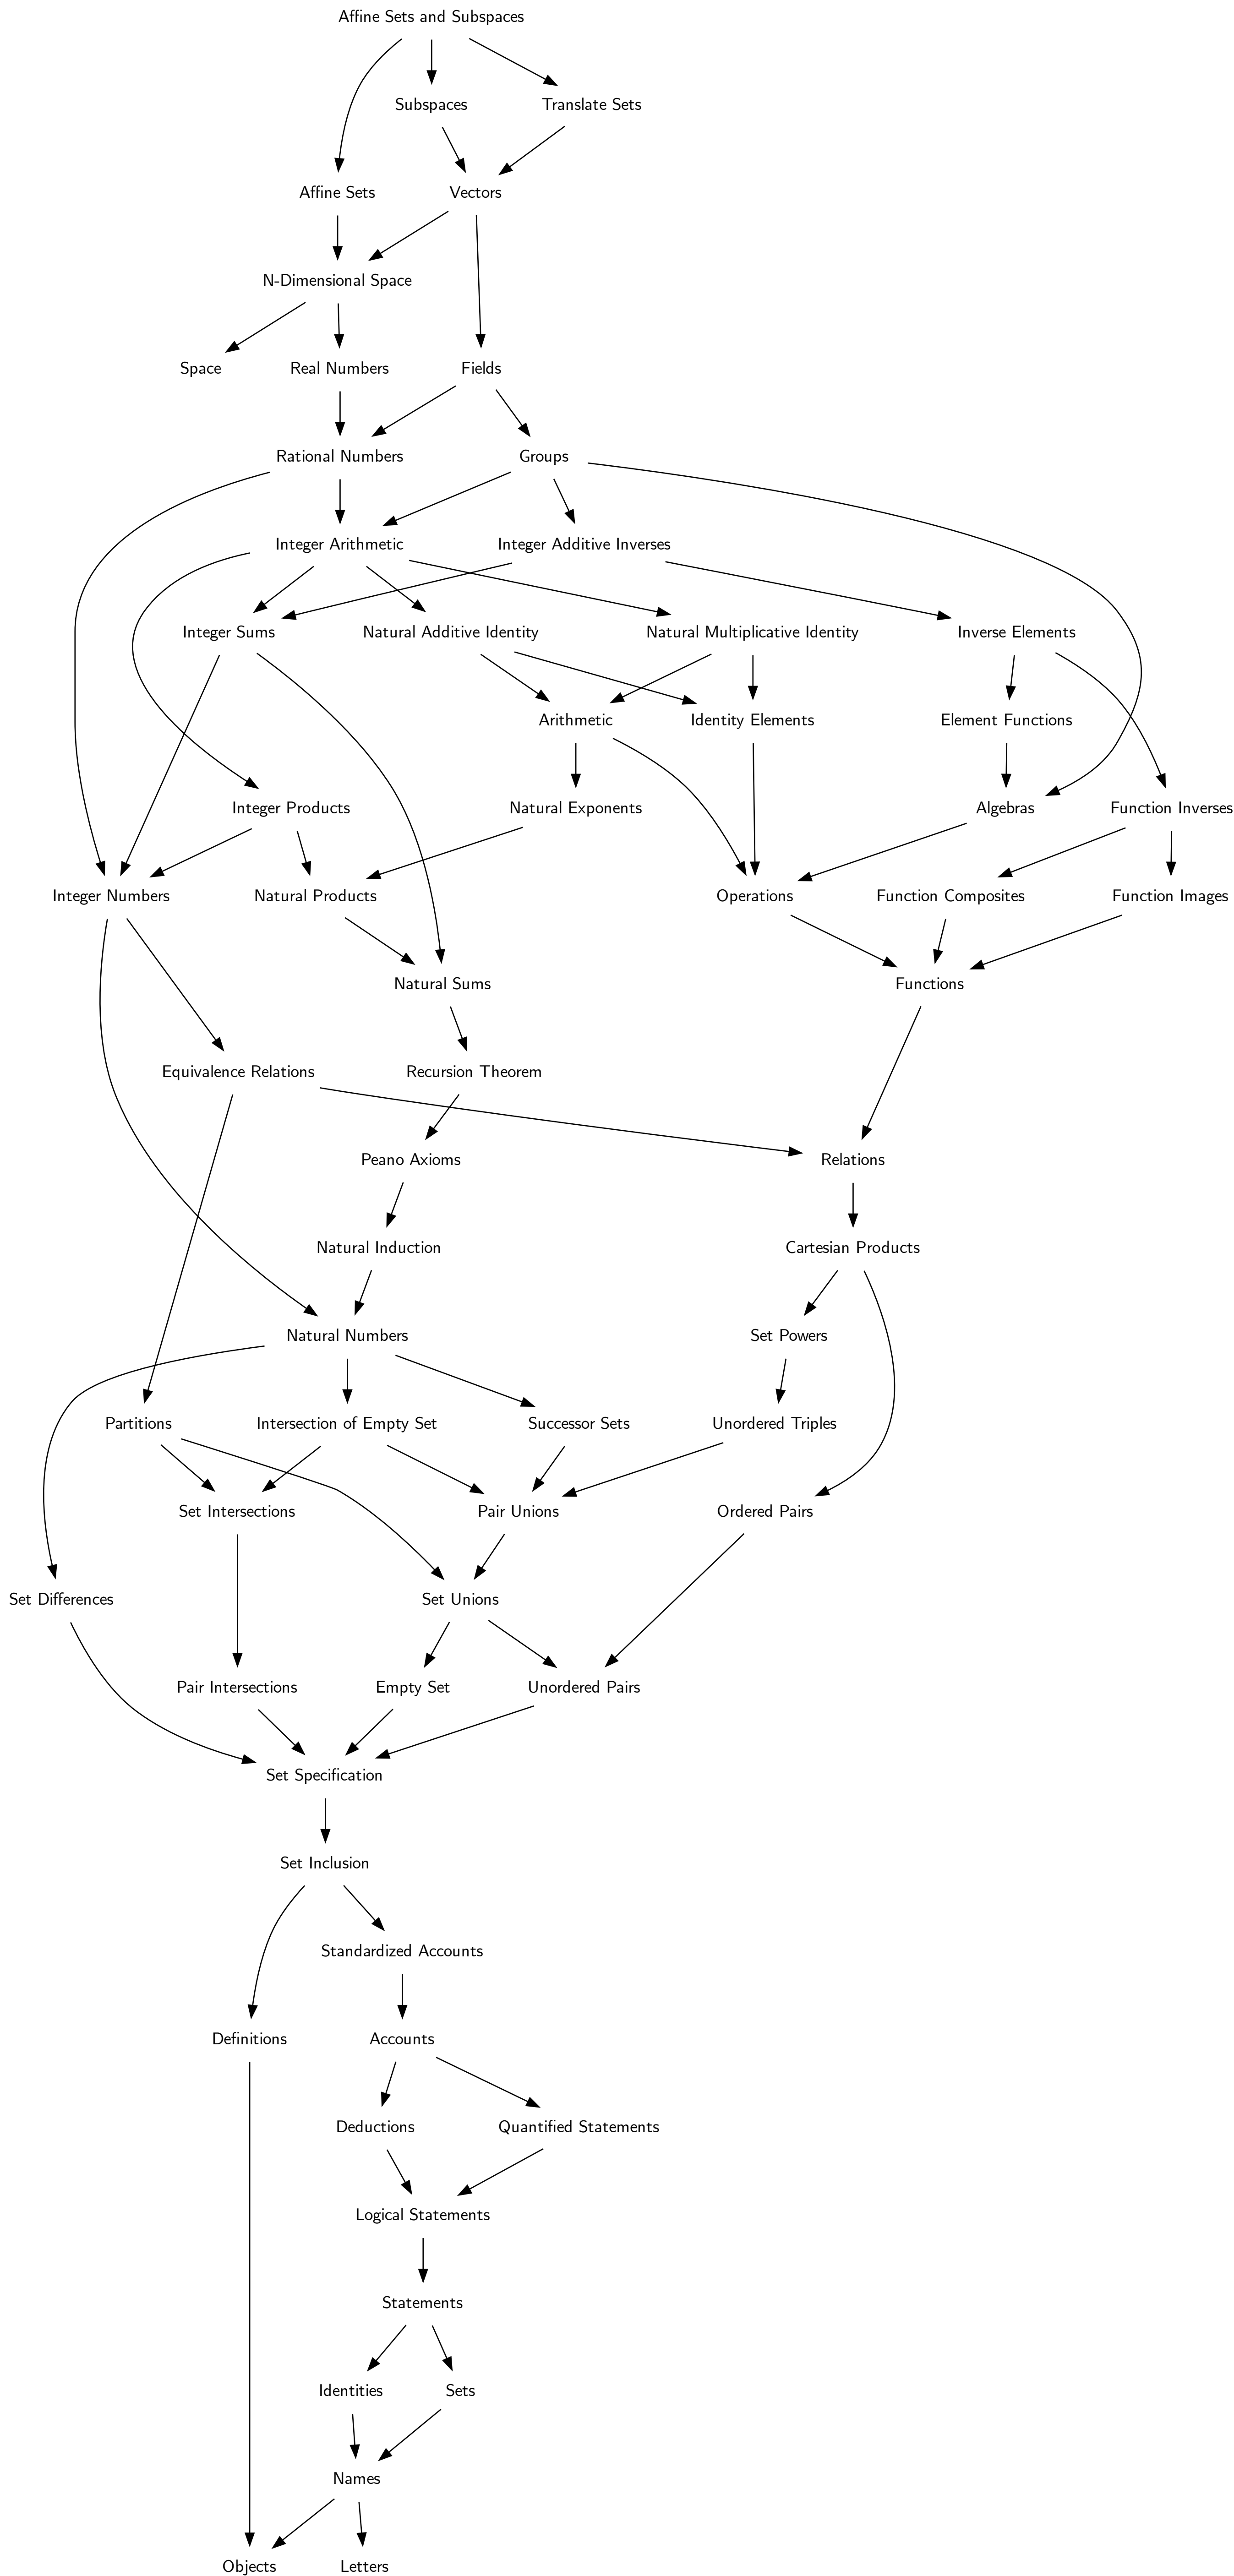 Affine Sets and Subspaces
Subspaces
Translate Sets
Affine Sets
Vectors
N-Dimensional Space
Space
Real Numbers
Fields
Rational Numbers
Groups
Integer Arithmetic
Integer Additive Inverses
Integer Sums
Natural Additive Identity
Natural Multiplicative Identity
Inverse Elements
Arithmetic
Identity Elements
Element Functions
Integer Products
Natural Exponents
Algebras
Function Inverses
Integer Numbers
Natural Products
Operations
Function Composites
Function Images
Natural Sums
Functions
Equivalence Relations
Recursion Theorem
Peano Axioms
Relations
Natural Induction
Cartesian Products
Natural Numbers
Set Powers
Partitions
Intersection of Empty Set
Successor Sets
Unordered Triples
Set Intersections
Pair Unions
Ordered Pairs
Set Differences
Set Unions
Pair Intersections
Empty Set
Unordered Pairs
Set Specification
Set Inclusion
Standardized Accounts
Definitions
Accounts
Deductions
Quantified Statements
Logical Statements
Statements
Identities
Sets
Names
Objects
Letters